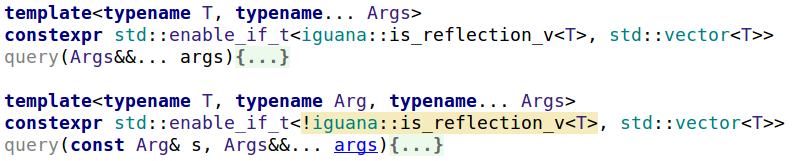 template<typename T, typename... Args>
constexpr std::enable_if_t<iguana::is_reflection_v<T>, std::vector<T>>
query(Args&&... args){...}
template<typename T, typename Arg, typename... Args>
constexpr std::enable_if_t<!iguana::is_reflection_v<T>, std::vector<T>>
query(const Arg& s, Args&&... args){...}